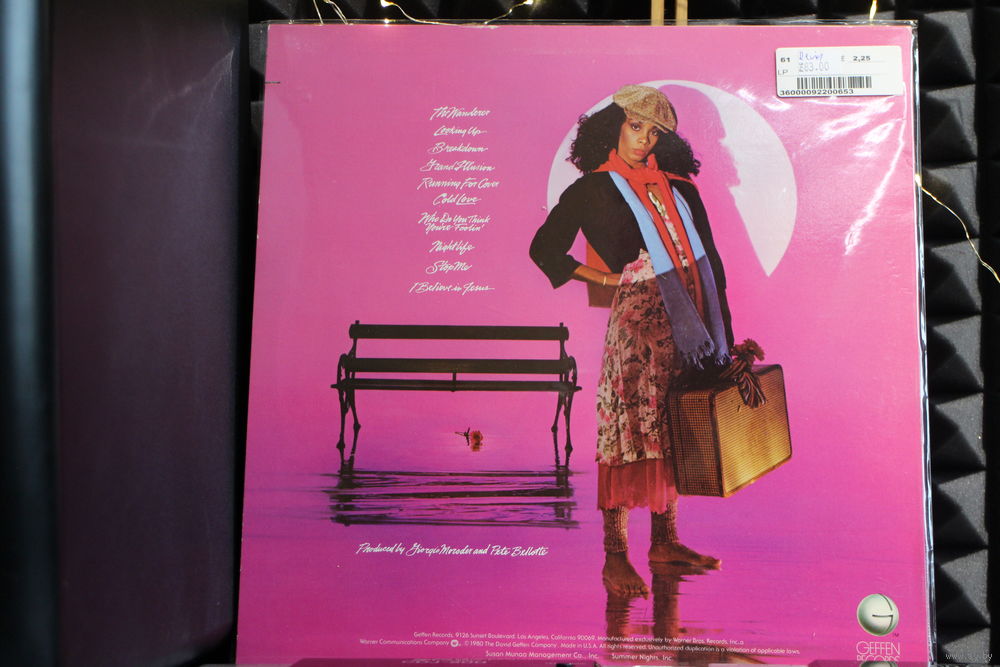 61 £ 2,25
LP 203.00
36000092200653
The Wanderer
Looking Up
Breakdown
Grand Illusion
Running For Cover
Cold Love
Who Do You Think
You're Foolin'
Nightlife
Stop Me
I Believe in Jesus
Produced by Giorgio Moroder and Pete Bellotte
Geffen Records, 9126 Sunset Boulevard, Los Angeles, California 90069. Manufactured exclusively by Warner Bros. Records, Inc., a
Warner Communications Company. © 1980 The David Geffen Company. Made in U.S.A. All rights reserved. Unauthorized duplication is a violation of applicable laws.
Susan Munao Management Co., Inc. Summer Nights, Inc.
G
TM
GEFFEN
RECORDS